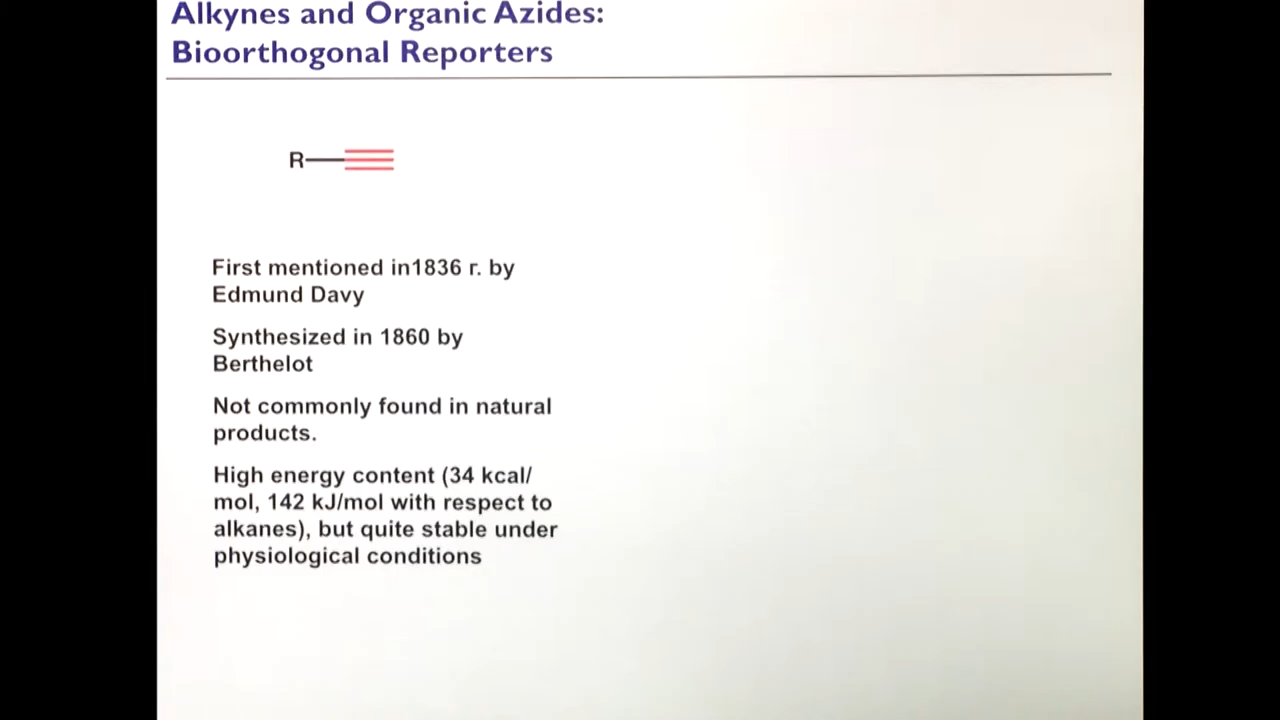 Alkynes and Organic Azides:
Bioorthogonal Reporters
R
First mentioned in1836 r. by
Edmund Davy
Synthesized in 1860 by
Berthelot
Not commonly found in natural
products.
High energy content (34 kcal/
mol, 142 kJ/mol with respect to
alkanes), but quite stable under
physiological conditions